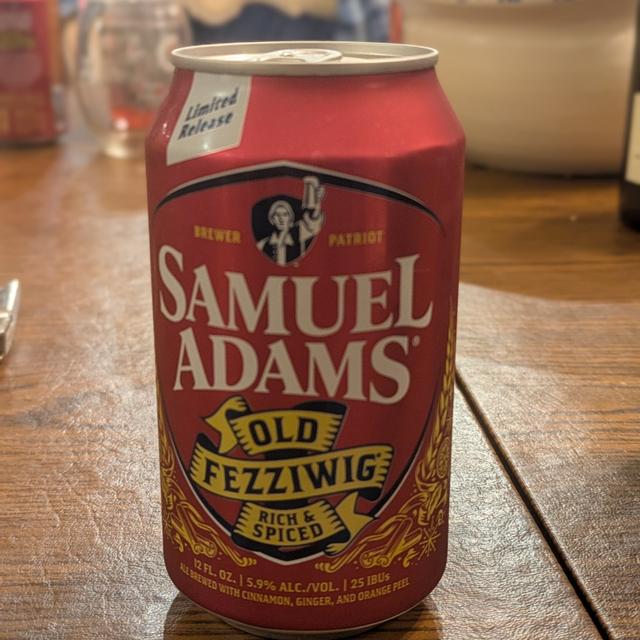 Limited
Release
BREWER PATRIOT
SAMUEL
ADAMS®
OLD
FEZZIWIG
RICH &
SPICED
12 FL. OZ. | 5.9% ALC./VOL. | 25 IBUs
ALE BREWED WITH CINNAMON, GINGER, AND ORANGE PEEL